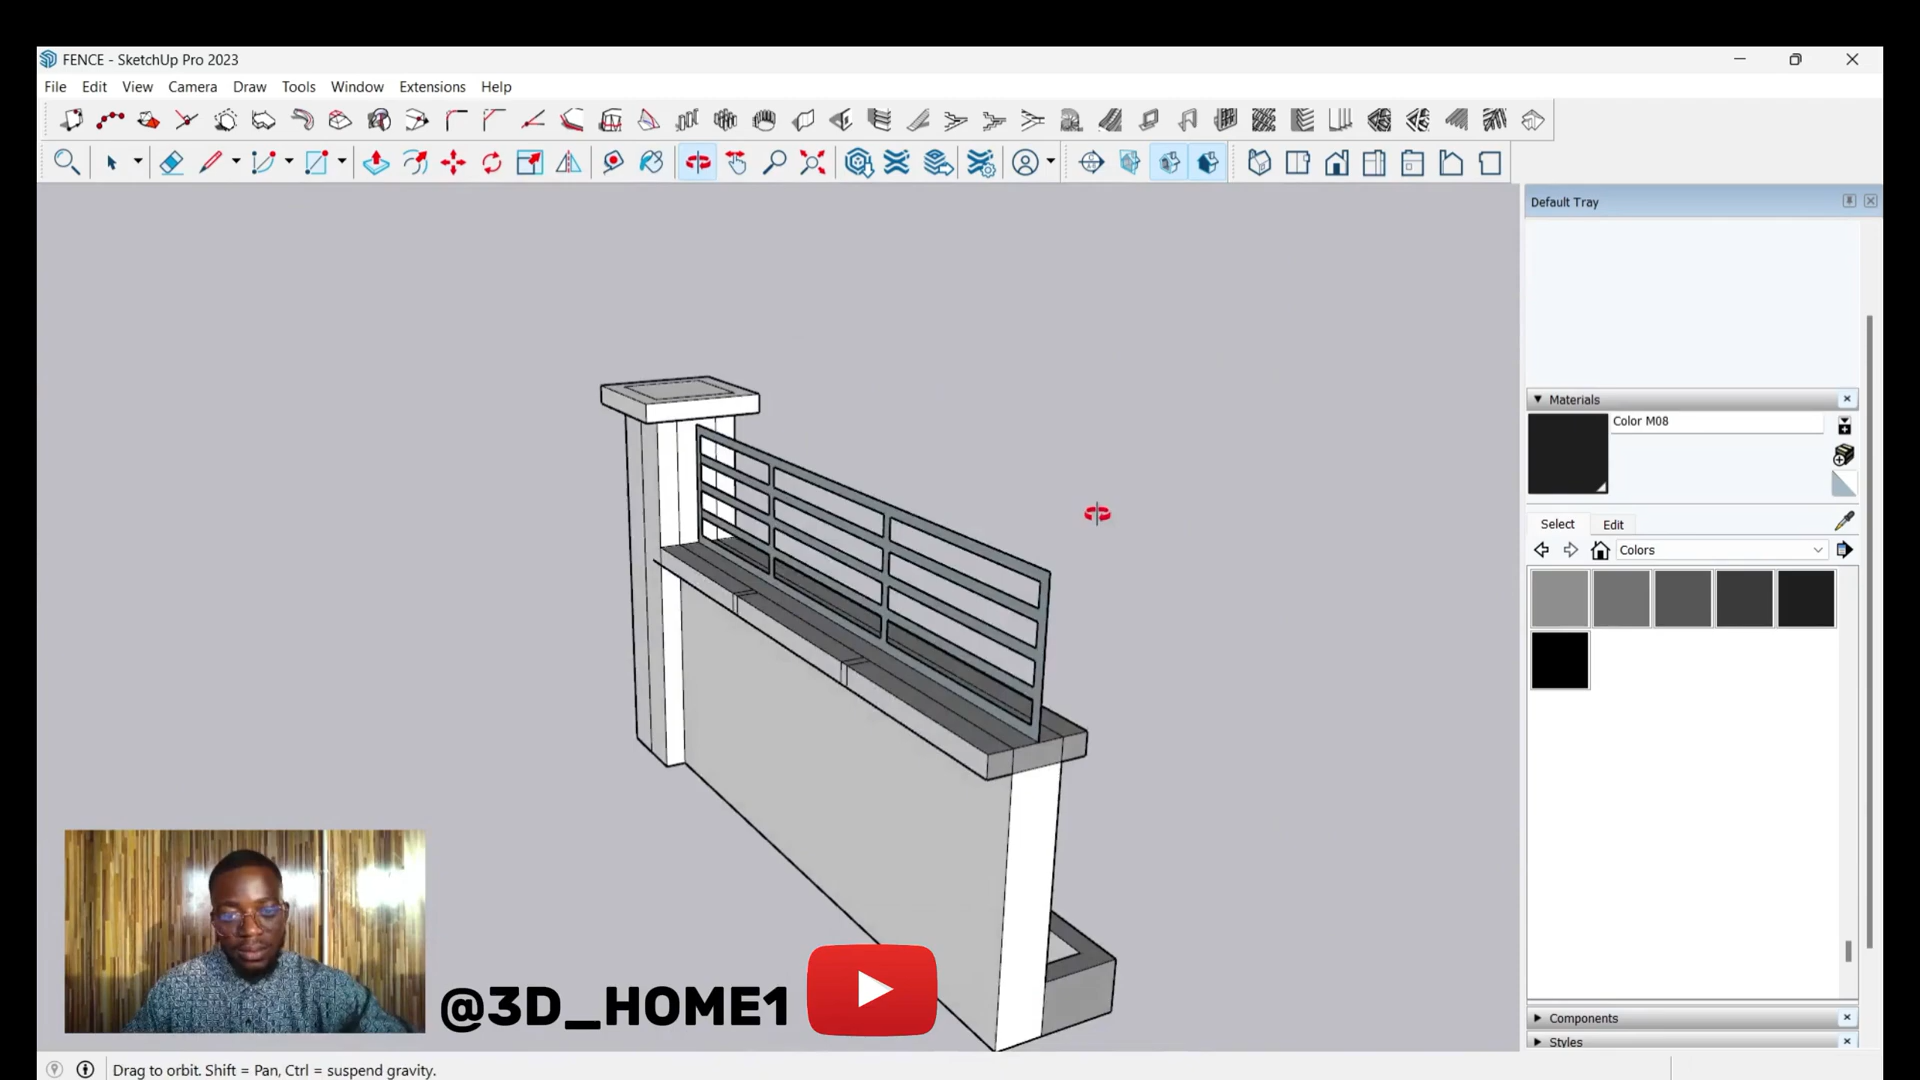 FENCE - SketchUp Pro 2023
File Edit View Camera Draw Tools Window Extensions Help
Default Tray
Materials
Color M08
Select Edit
Colors
Components
Styles
@3D_HOME1
Drag to orbit. Shift = Pan, Ctrl = suspend gravity.